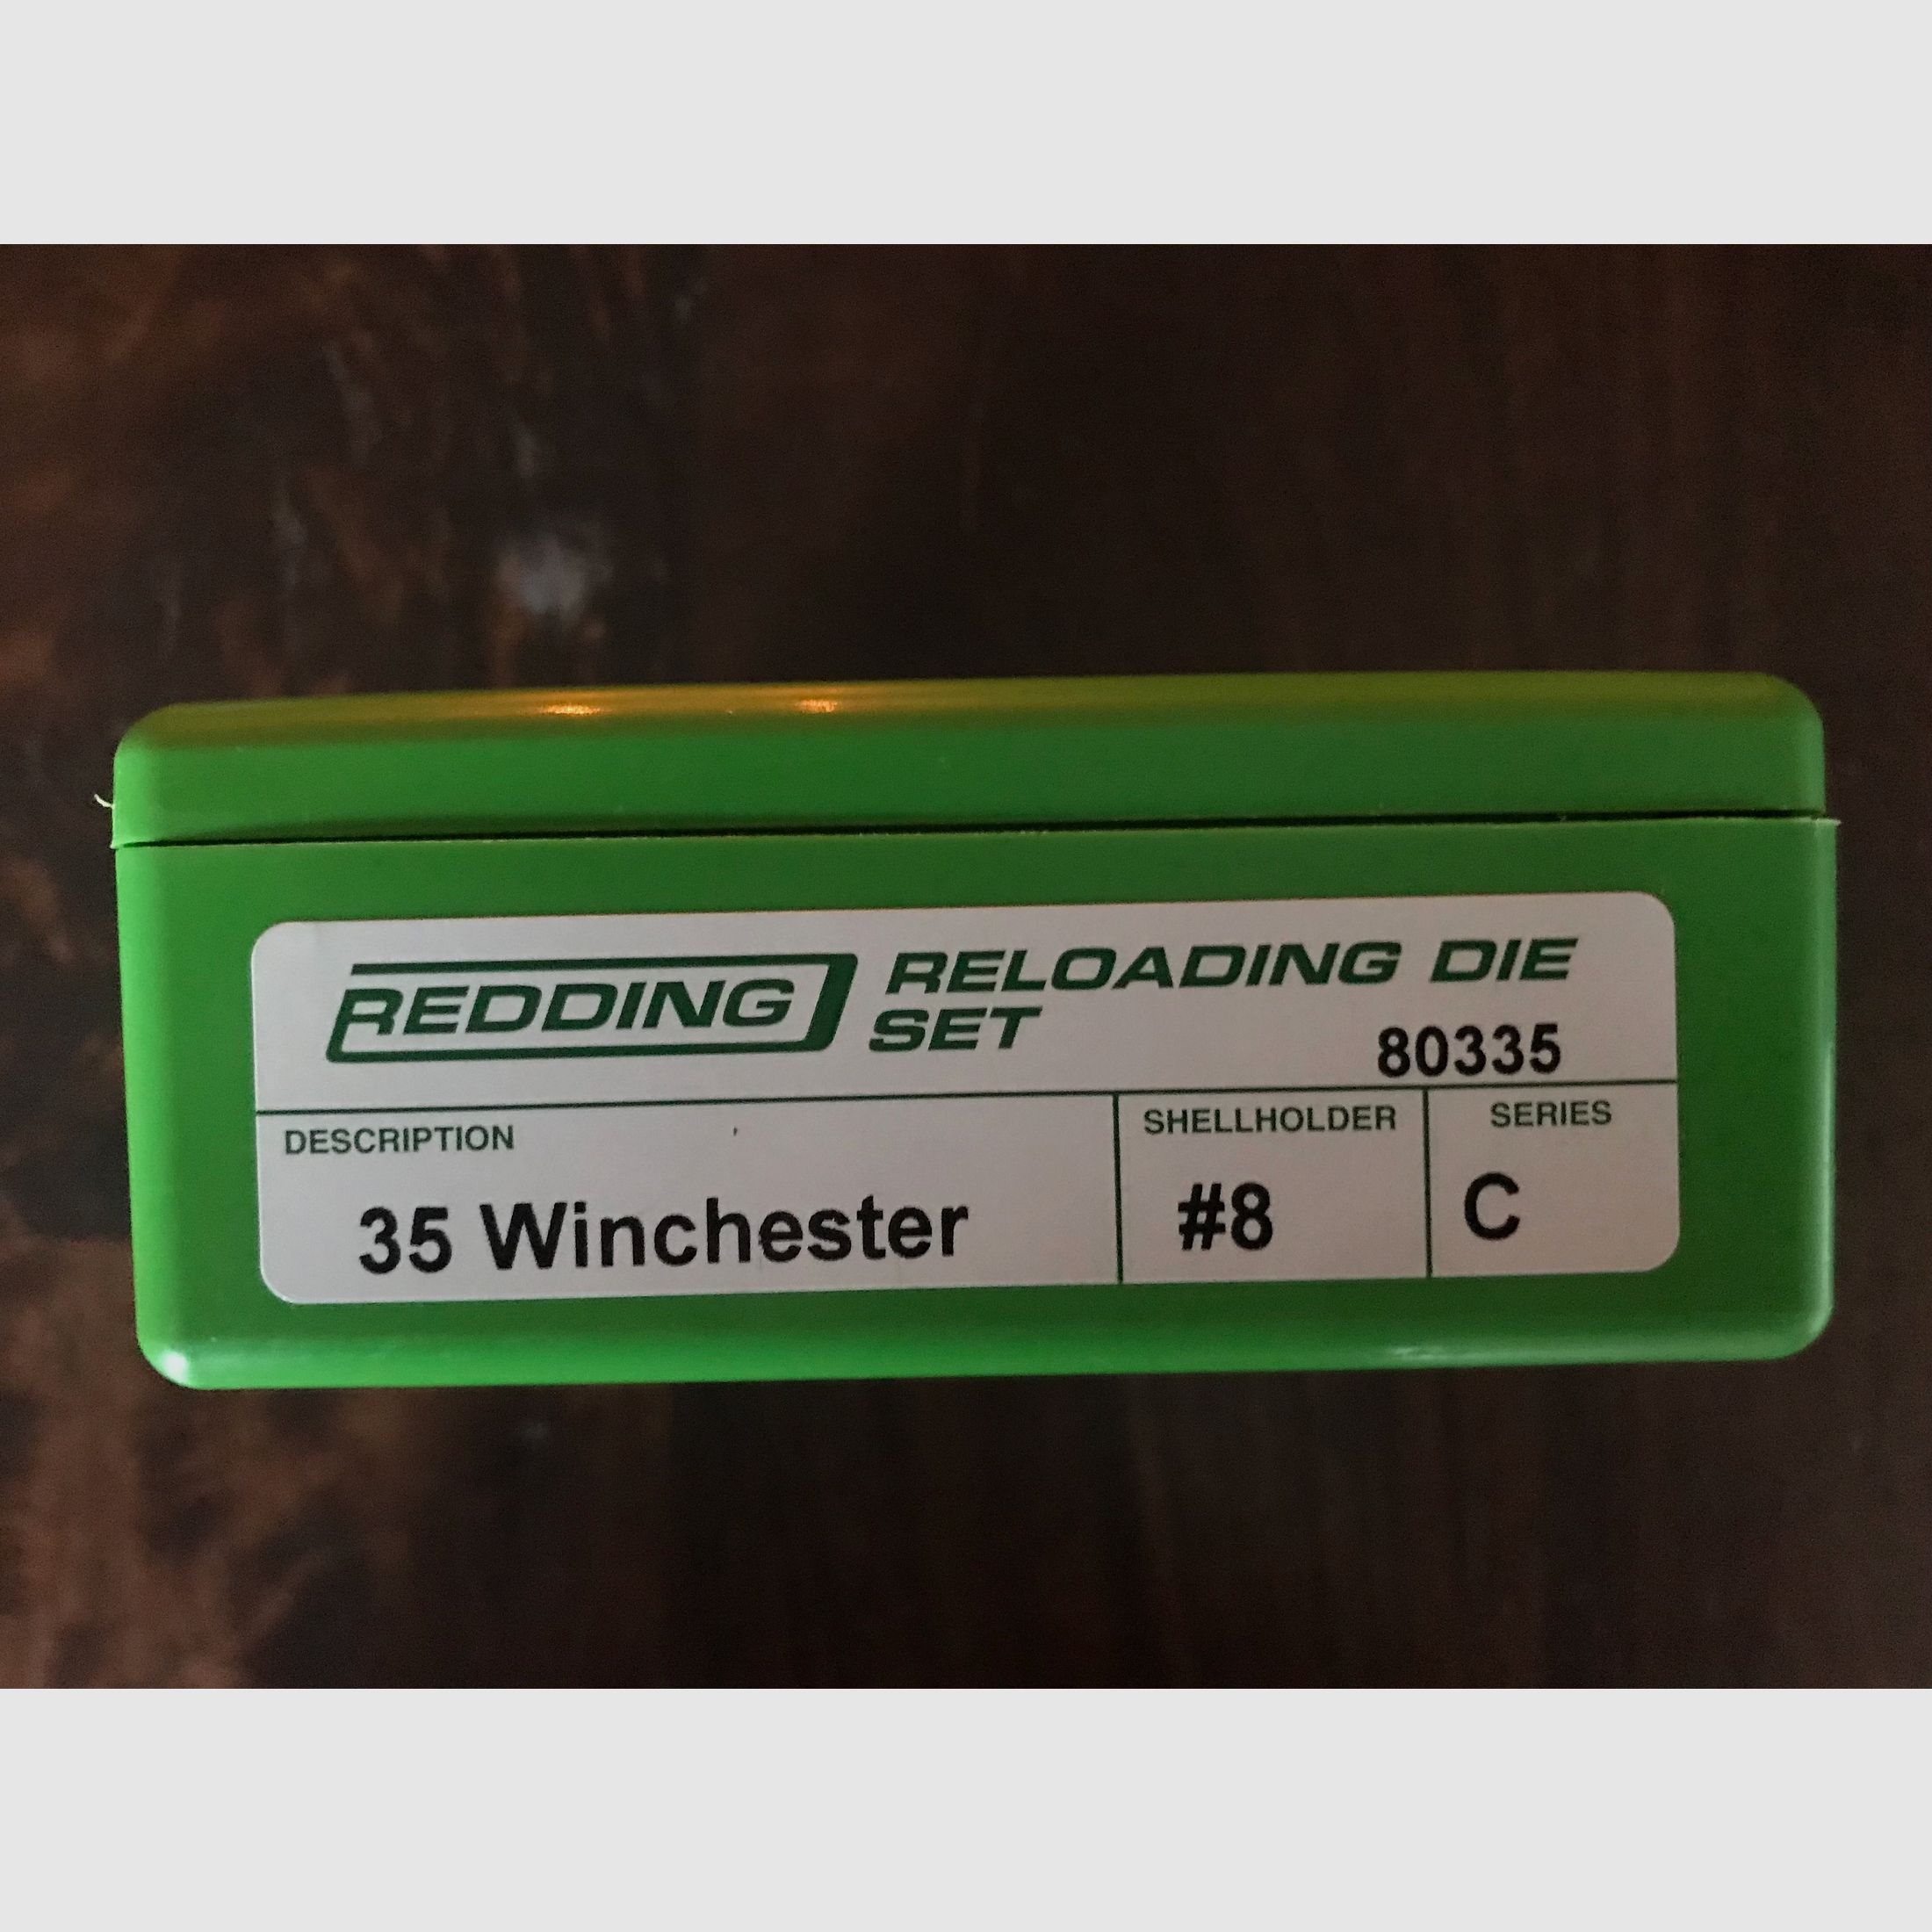 REDDING RELOADING DIE
SET
80335
DESCRIPTION SHELLHOLDER SERIES
35 Winchester #8 C